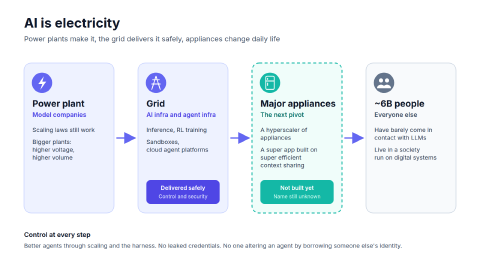 AI is electricity
Power plants make it, the grid delivers it safely, appliances change daily life
Power plant
Model companies
Scaling laws still work
Bigger plants:
higher voltage,
higher volume
Grid
AI infra and agent infra
Inference, RL training
Sandboxes,
cloud agent platforms
Delivered safely
Control and security
Major appliances
The next pivot
A hyperscaler of
appliances
A super app built on
super efficient
context sharing
Not built yet
Name still unknown
~6B people
Everyone else
Have barely come in
contact with LLMs
Live in a society
run on digital systems
Control at every step
Better agents through scaling and the harness. No leaked credentials. No one altering an agent by borrowing someone else's identity.